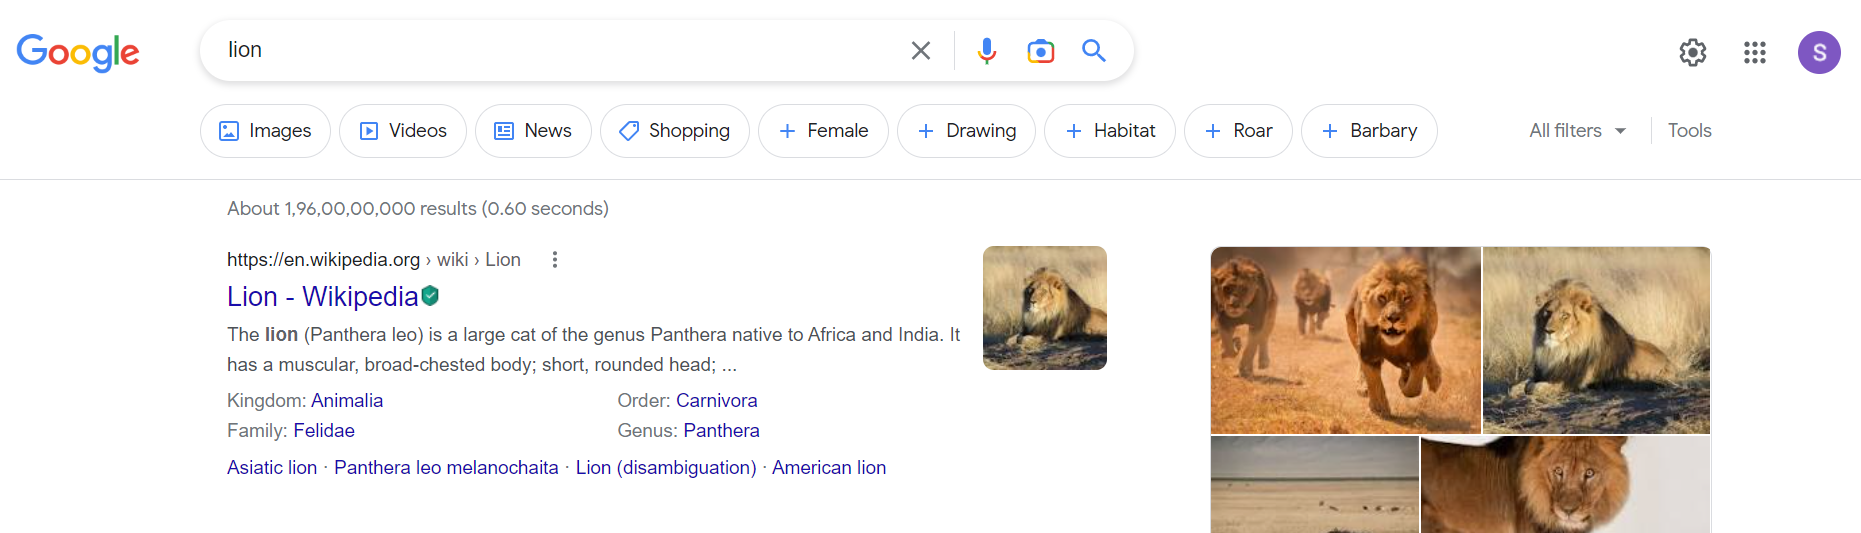 Google
lion
S
Images
Videos
News
Shopping
Female
Drawing
Habitat
Roar
Barbary
All filters
Tools
About 1,96,00,00,000 results (0.60 seconds)
https://en.wikipedia.org › wiki › Lion
Lion - Wikipedia
The lion (Panthera leo) is a large cat of the genus Panthera native to Africa and India. It
has a muscular, broad-chested body; short, rounded head; ...
Kingdom: Animalia
Order: Carnivora
Family: Felidae
Genus: Panthera
Asiatic lion · Panthera leo melanochaita · Lion (disambiguation) · American lion